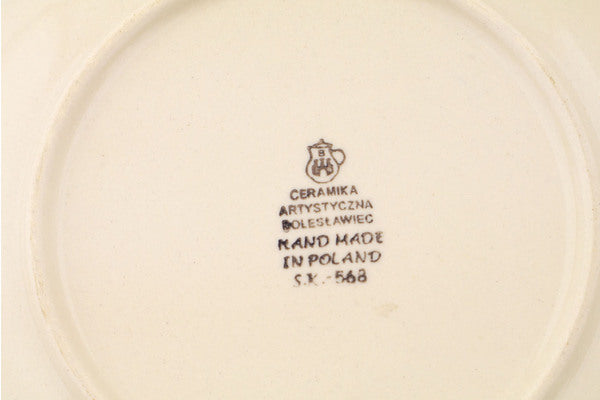 B
CERAMIKA
ARTYSTYCZNA
BOLESŁAWIEC
HAND MADE
IN POLAND
S.K.-568